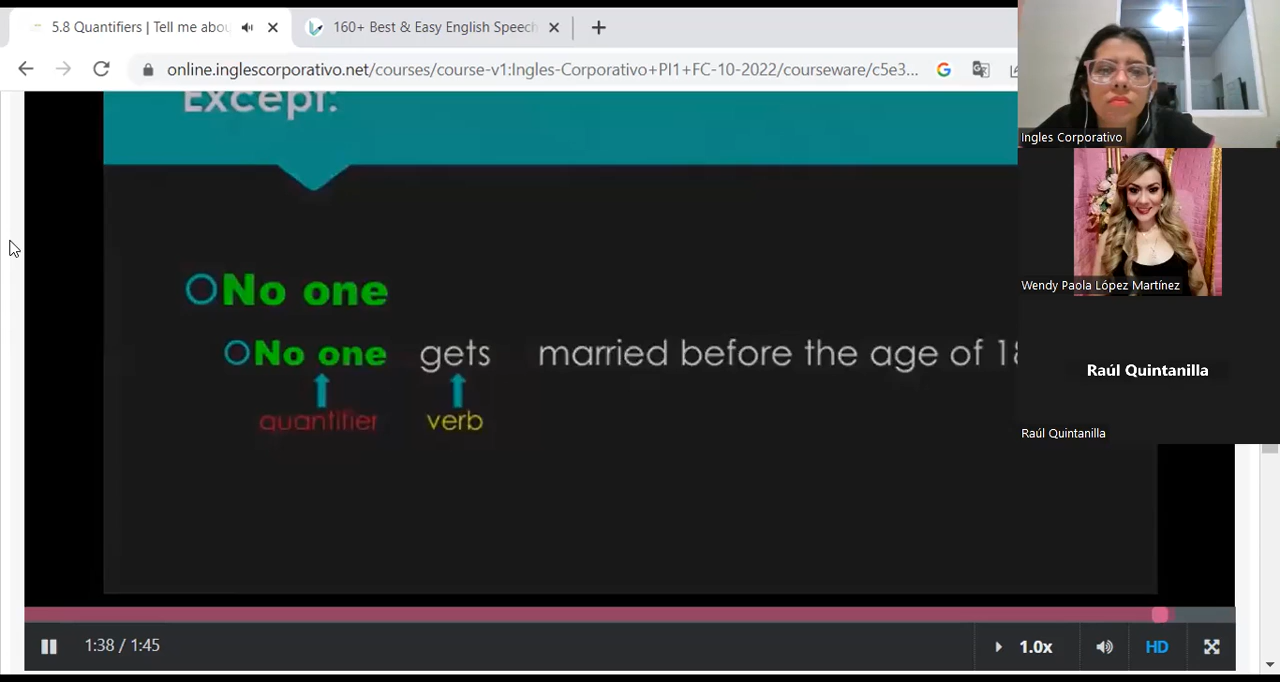 5.8 Quantifiers | Tell me abou
160+ Best & Easy English Speech
online.inglescorporativo.net/courses/course-v1:Ingles-Corporativo+PI1+FC-10-2022/courseware/c5e3...
Except:
No one
No one gets married before the age of 18
quantifier verb
1:38 / 1:45
1.0x
HD
Ingles Corporativo
Wendy Paola López Martínez
Raúl Quintanilla
Raúl Quintanilla